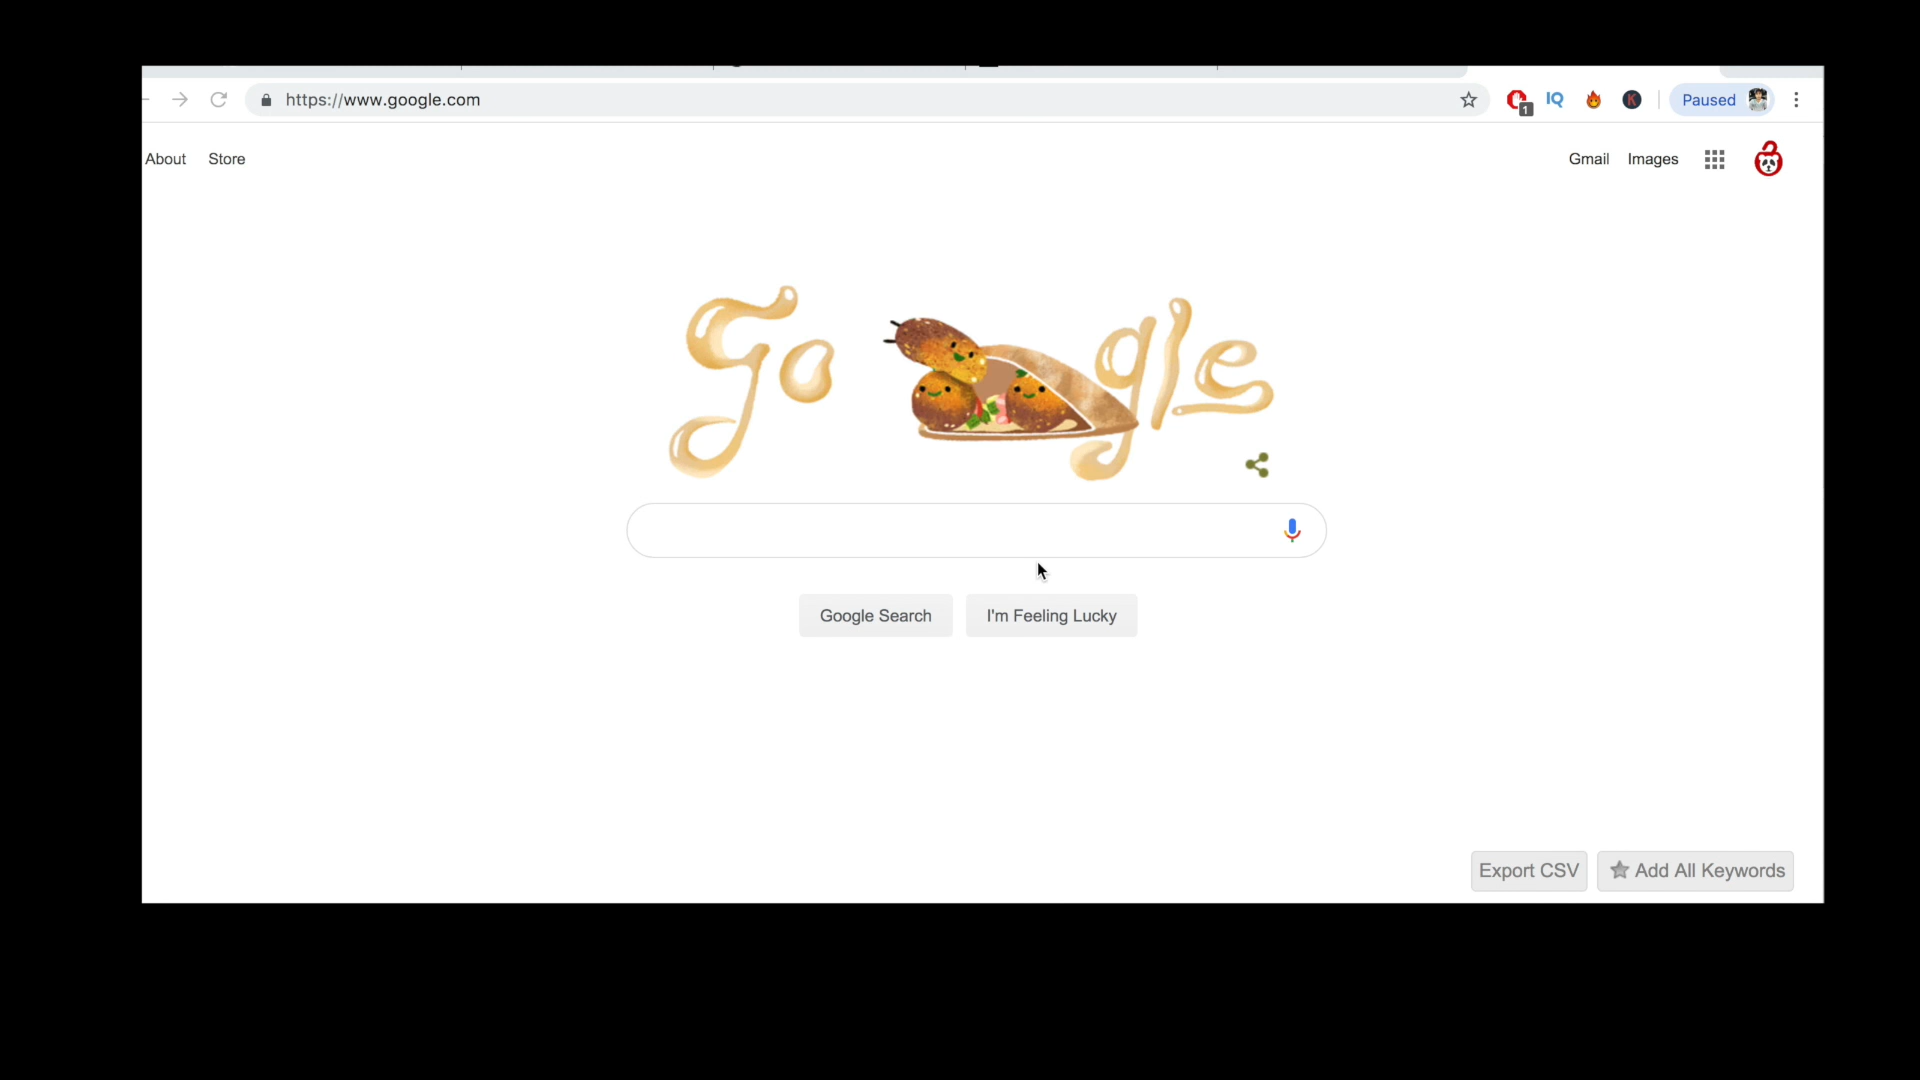 https://www.google.com
1
IQ
K
Paused
About Store
Gmail Images
Google
Google Search
I'm Feeling Lucky
Export CSV
Add All Keywords